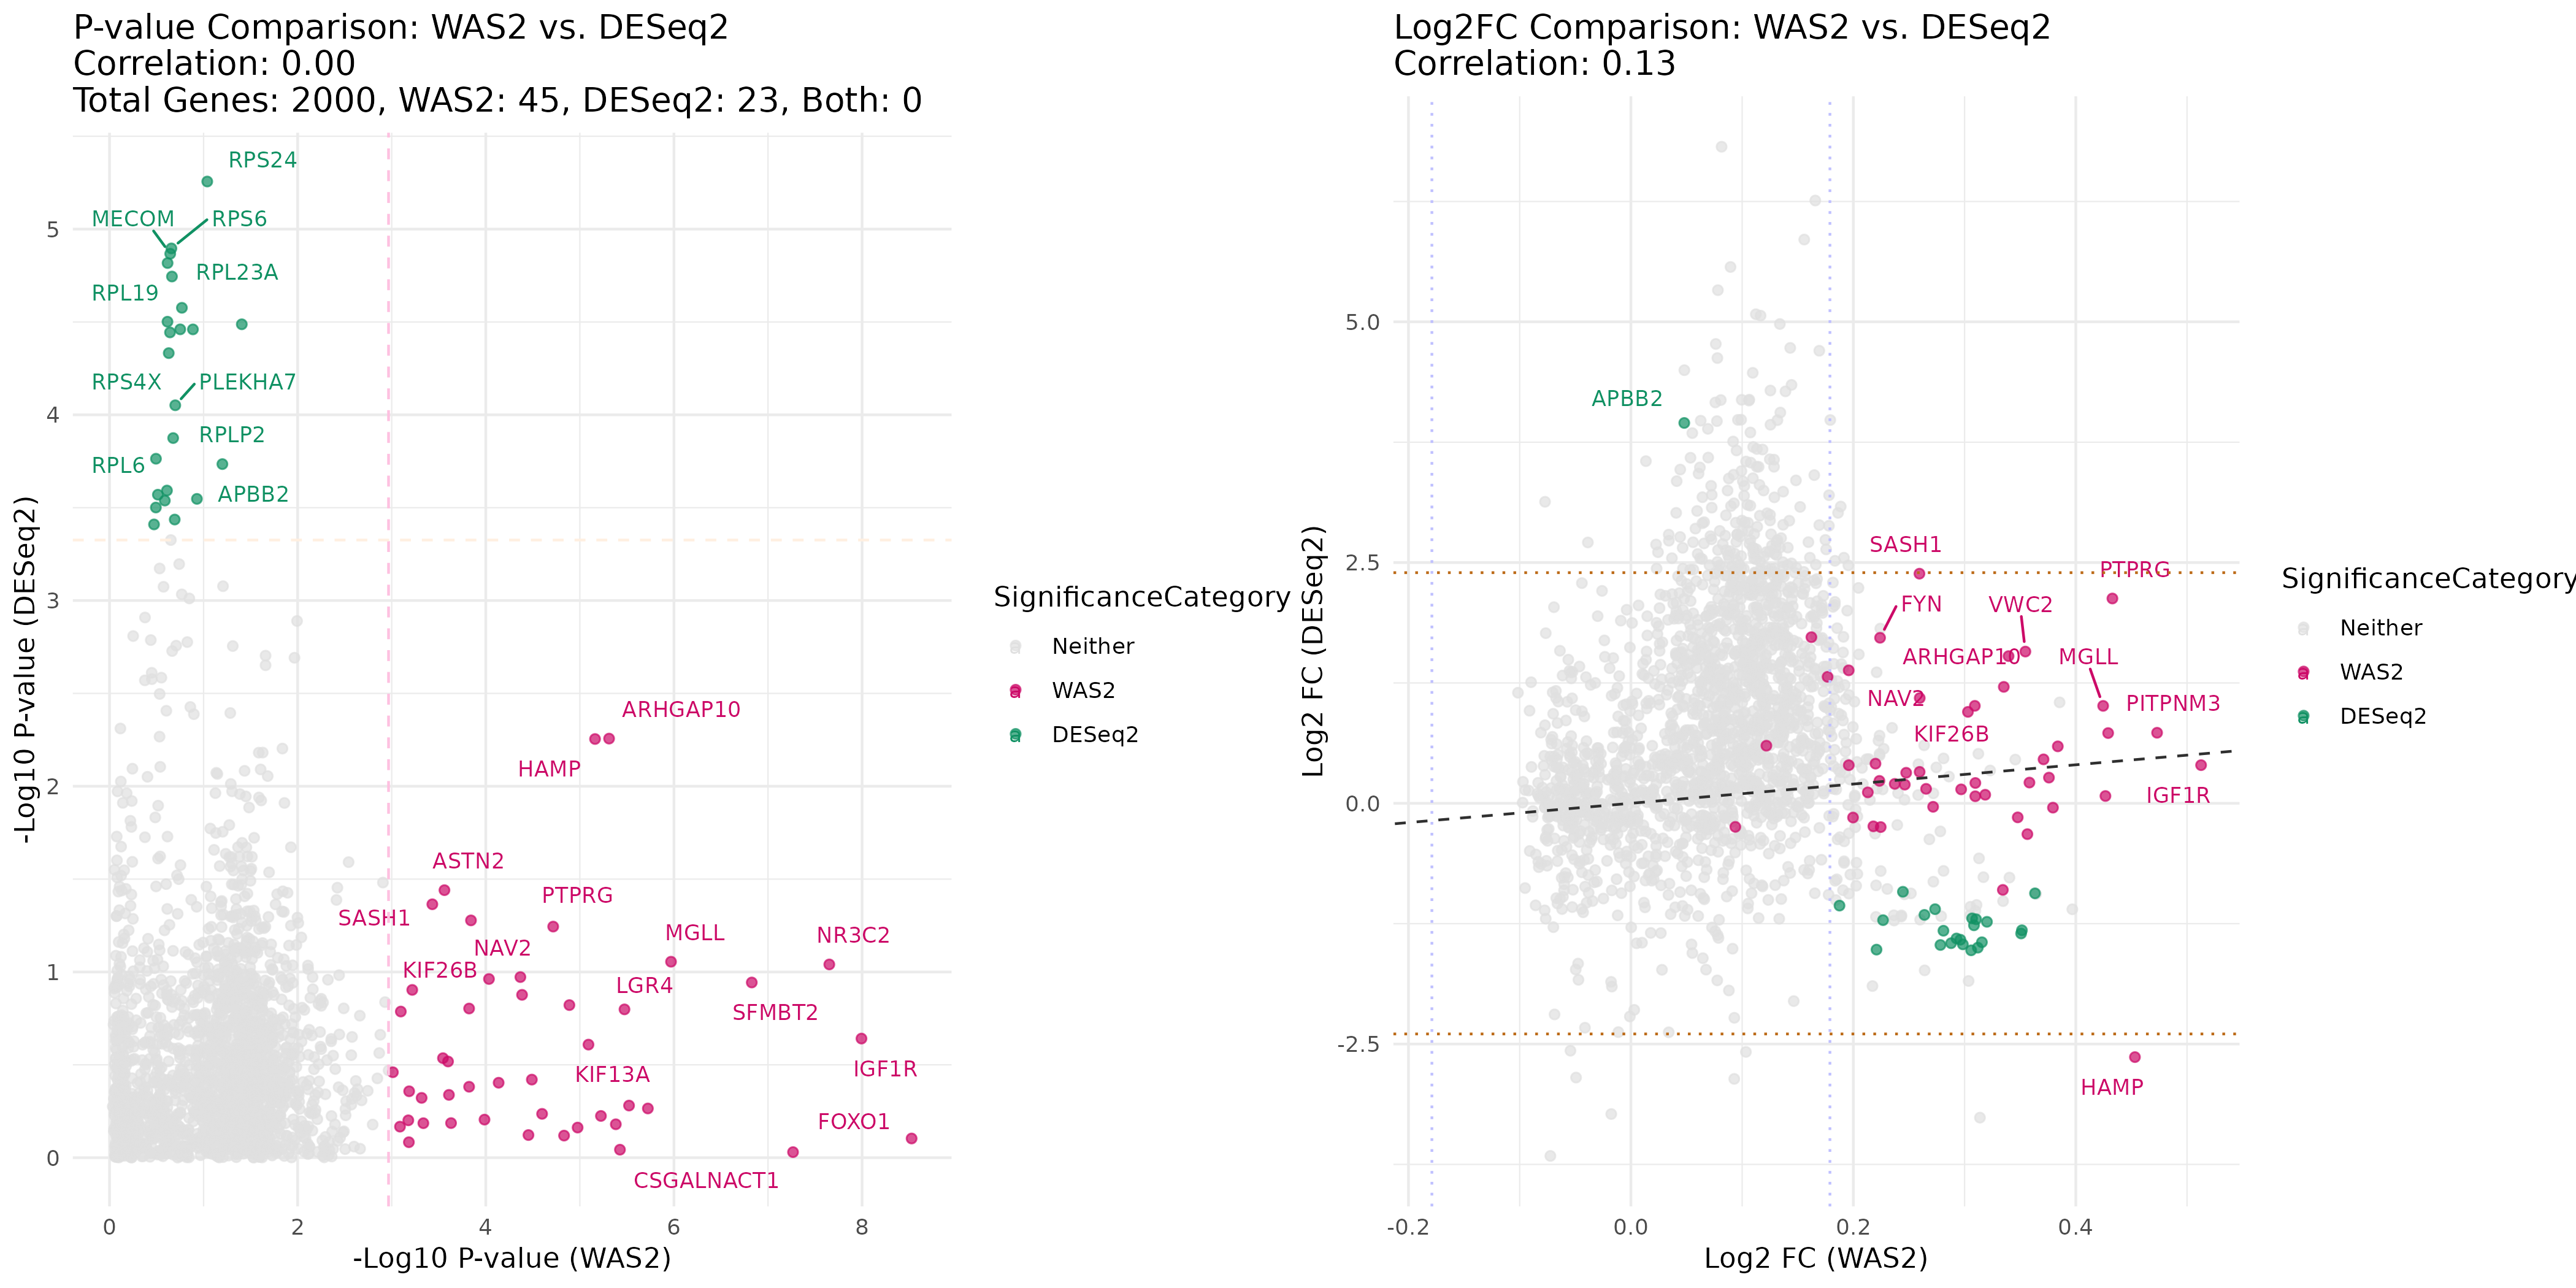 P-value Comparison: WAS2 vs. DESeq2
Correlation: 0.00
Total Genes: 2000, WAS2: 45, DESeq2: 23, Both: 0
RPS24
MECOM
RPS6
RPL23A
RPL19
RPS4X
PLEKHA7
RPLP2
RPL6
APBB2
ARHGAP10
HAMP
ASTN2
PTPRG
SASH1
MGLL
NR3C2
NAV2
KIF26B
LGR4
SFMBT2
IGF1R
KIF13A
FOXO1
CSGALNACT1
5
4
3
2
1
0
0
2
4
6
8
-Log10 P-value (DESeq2)
-Log10 P-value (WAS2)
SignificanceCategory
Neither
WAS2
DESeq2
Log2FC Comparison: WAS2 vs. DESeq2
Correlation: 0.13
APBB2
SASH1
PTPRG
FYN
VWC2
ARHGAP10
MGLL
NAV2
PITPNM3
KIF26B
IGF1R
HAMP
5.0
2.5
0.0
-2.5
-0.2
0.0
0.2
0.4
Log2 FC (DESeq2)
Log2 FC (WAS2)
SignificanceCategory
Neither
WAS2
DESeq2